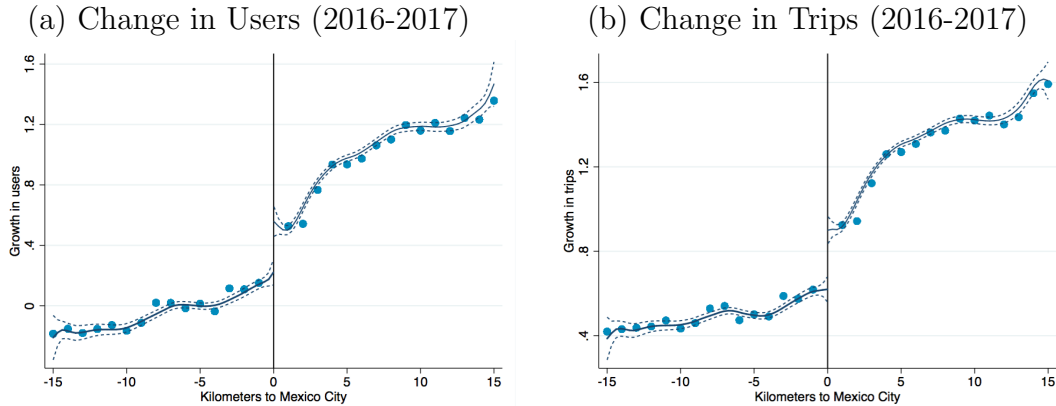 (a) Change in Users (2016-2017)
1.6
1.2
.8
.4
0
Growth in users
-15 -10 -5 0 5 10 15
Kilometers to Mexico City
(b) Change in Trips (2016-2017)
1.6
1.2
.8
.4
Growth in trips
-15 -10 -5 0 5 10 15
Kilometers to Mexico City